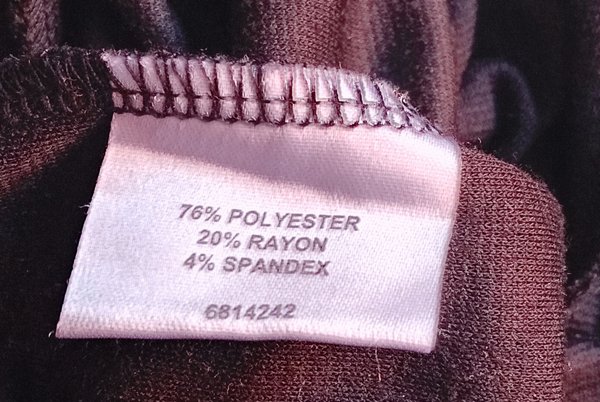 76% POLYESTER
20% RAYON
4% SPANDEX
6814242